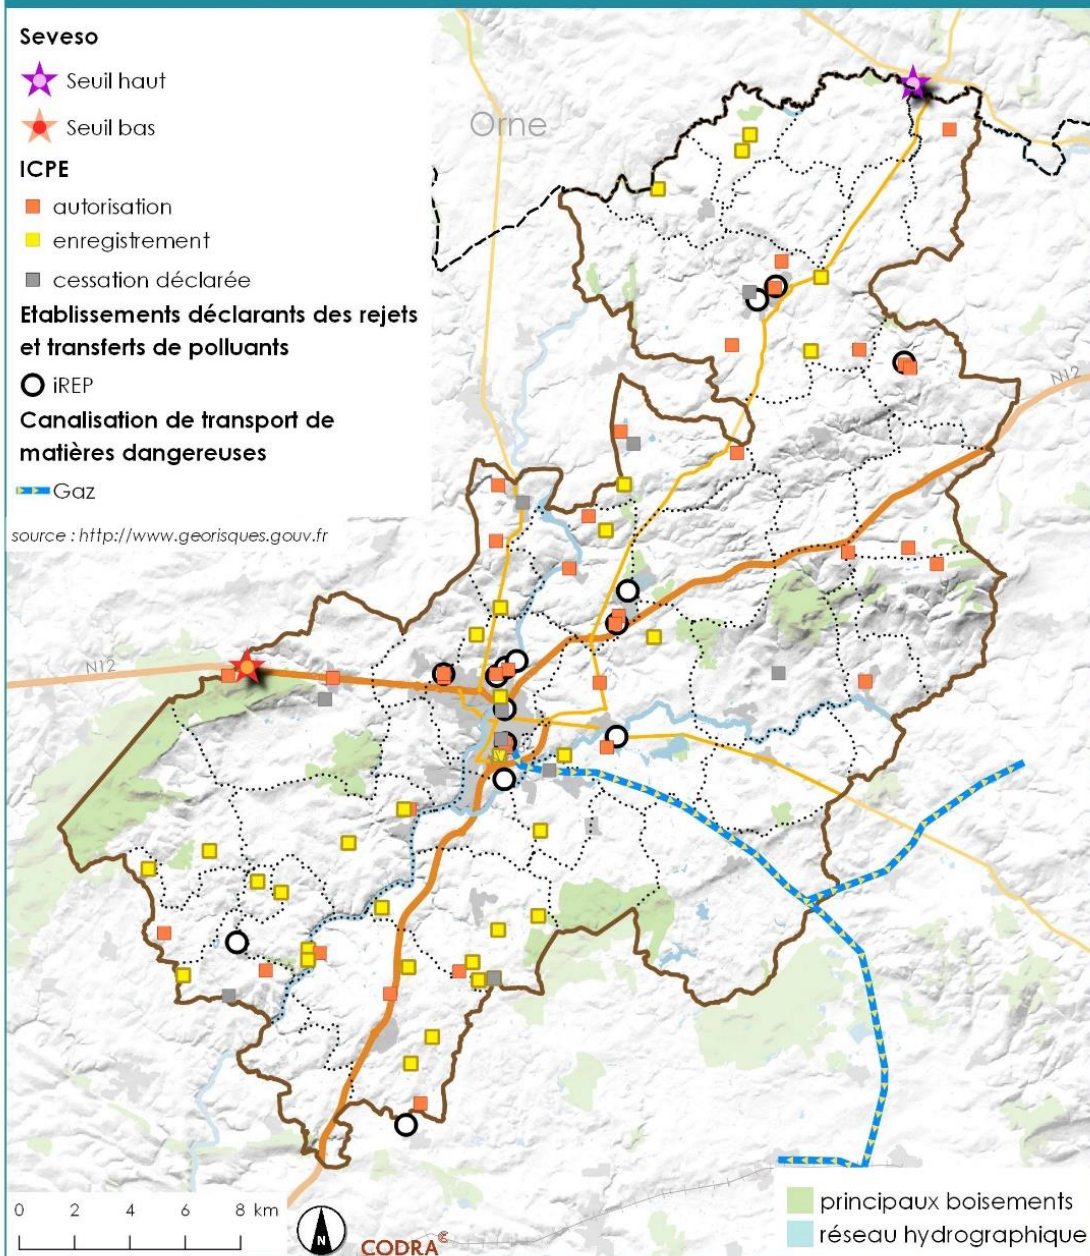 Seveso
Seuil haut
Seuil bas
ICPE
autorisation
enregistrement
cessation déclarée
Etablissements déclarants des rejets
et transferts de polluants
iREP
Canalisation de transport de
matières dangereuses
Gaz
source : http://www.georisques.gouv.fr
Orne
N12
N12
0 2 4 6 8 km
N
CODRA©
principaux boisements
réseau hydrographique